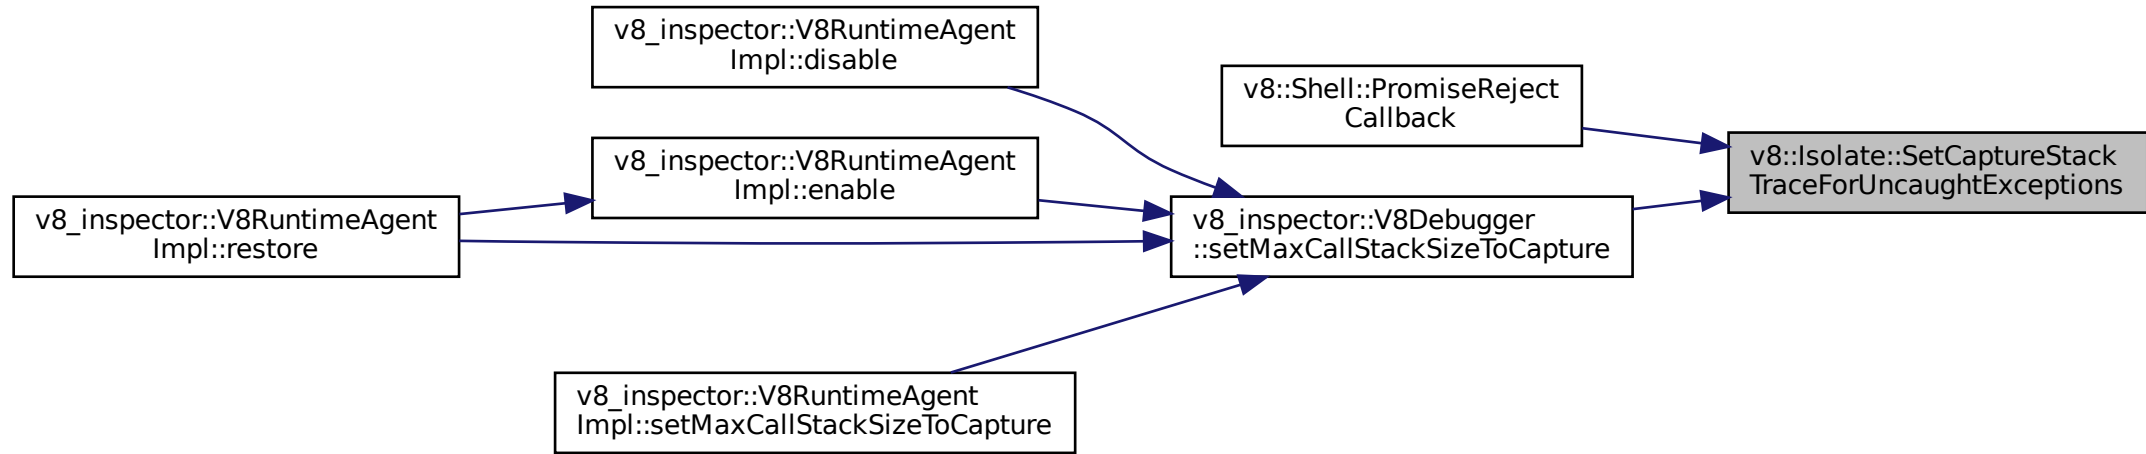 v8_inspector::V8RuntimeAgent
Impl::disable
v8::Shell::PromiseReject
Callback
v8_inspector::V8RuntimeAgent
Impl::enable
v8::Isolate::SetCaptureStack
TraceForUncaughtExceptions
v8_inspector::V8RuntimeAgent
Impl::restore
v8_inspector::V8Debugger
::setMaxCallStackSizeToCapture
v8_inspector::V8RuntimeAgent
Impl::setMaxCallStackSizeToCapture